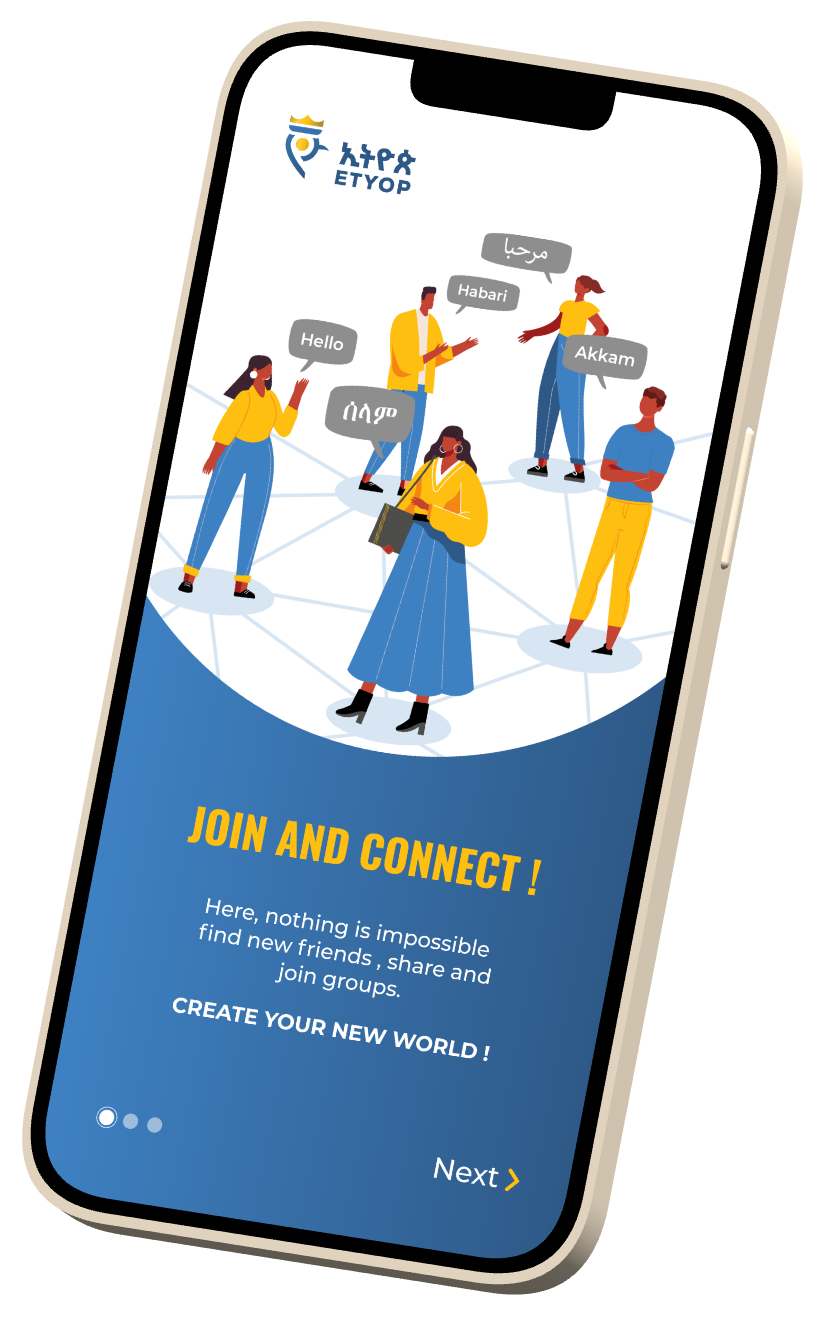 ኢትዮጵ
ETYOP
مرحبا
Habari
Hello
Akkam
ሰላም
JOIN AND CONNECT !
Here, nothing is impossible
find new friends , share and
join groups.
CREATE YOUR NEW WORLD !
Next